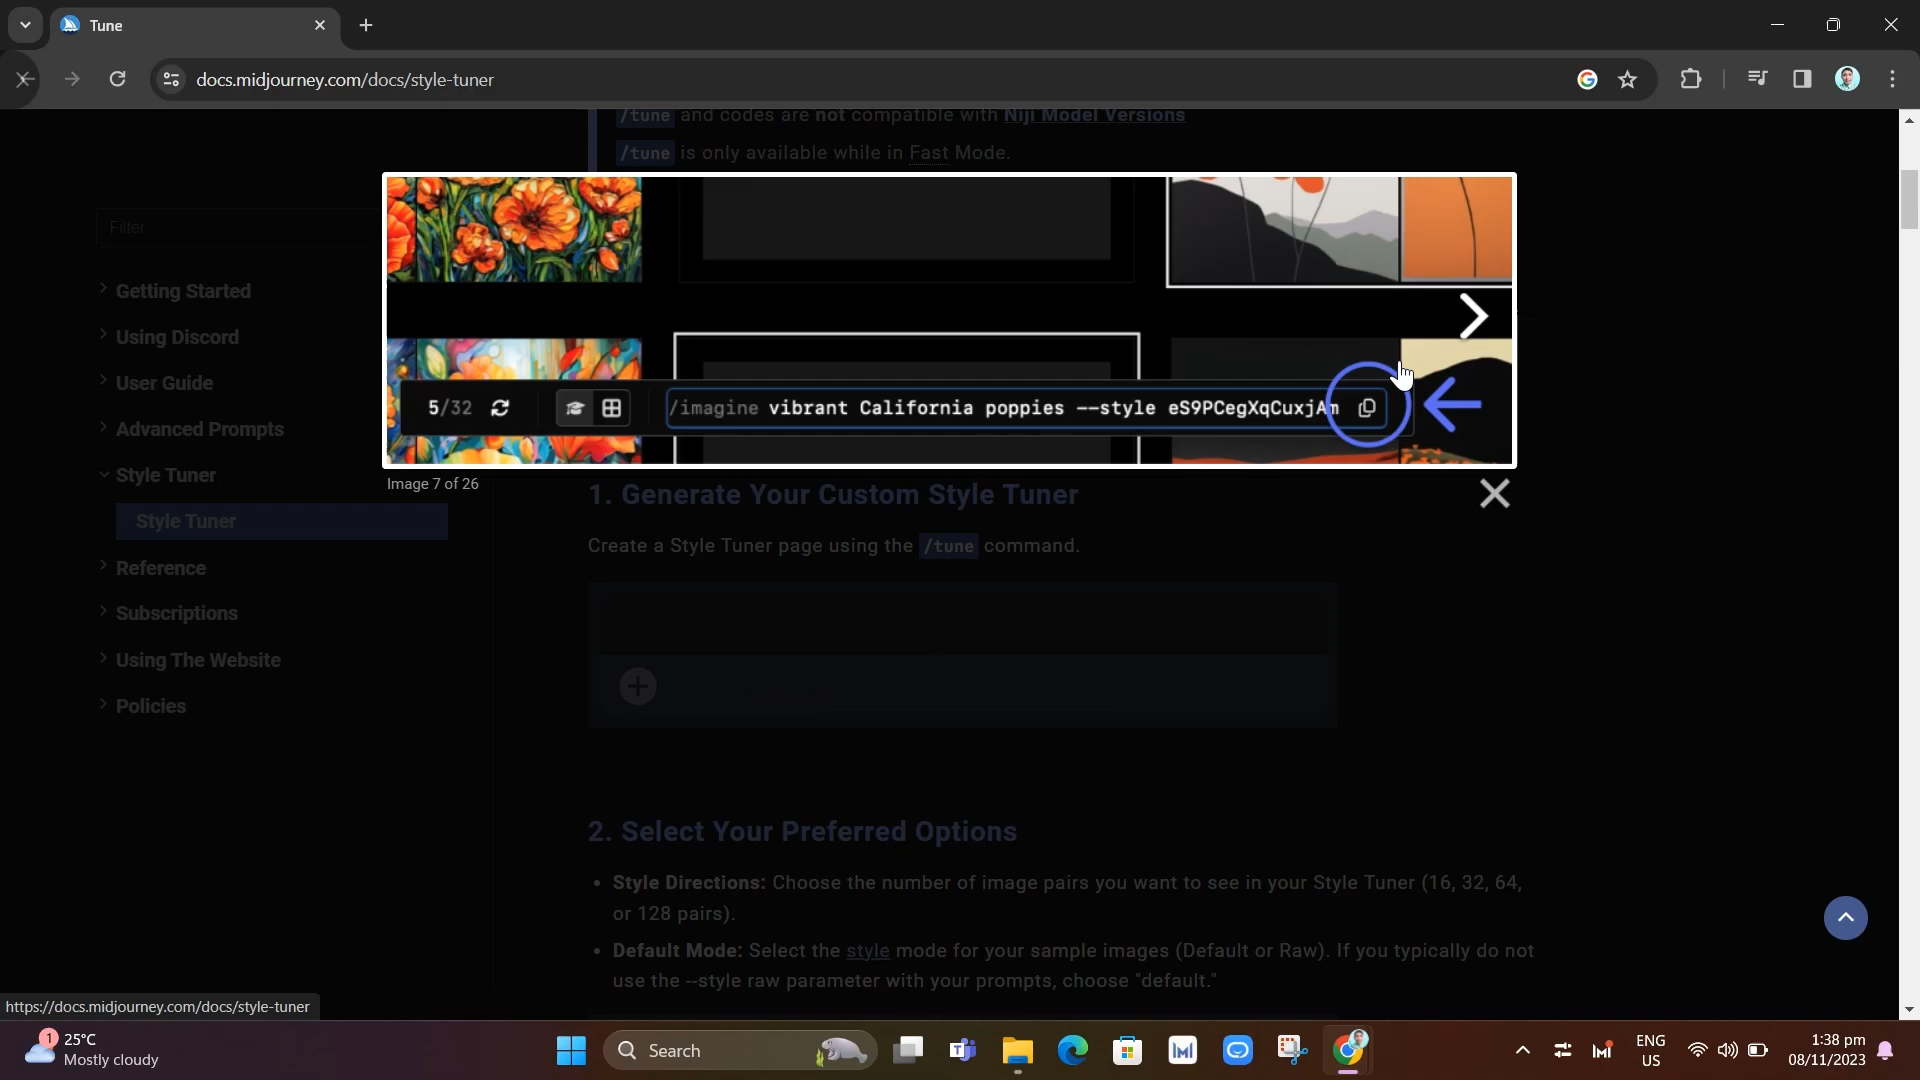 Tune
docs.midjourney.com/docs/style-tuner
/tune and codes are not compatible with Niji Model Versions
/tune is only available while in Fast Mode.
Filter
Getting Started
Using Discord
User Guide
Advanced Prompts
Style Tuner
Style Tuner
Reference
Subscriptions
Using The Website
Policies
5/32
/imagine vibrant California poppies --style eS9PCegXqCuxjAm
Image 7 of 26
1. Generate Your Custom Style Tuner
Create a Style Tuner page using the /tune command.
2. Select Your Preferred Options
• Style Directions: Choose the number of image pairs you want to see in your Style Tuner (16, 32, 64,
or 128 pairs).
• Default Mode: Select the style mode for your sample images (Default or Raw). If you typically do not
use the --style raw parameter with your prompts, choose "default."
https://docs.midjourney.com/docs/style-tuner
1
25°C
Mostly cloudy
Search
ENG
US
1:38 pm
08/11/2023